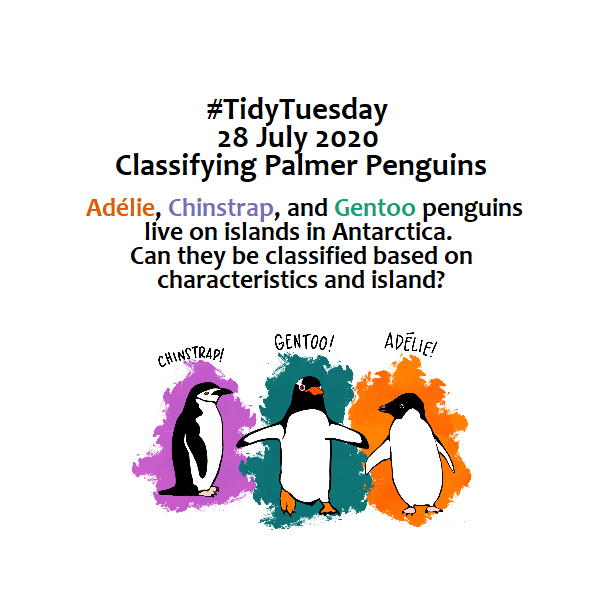 #TidyTuesday
28 July 2020
Classifying Palmer Penguins
Adélie, Chinstrap, and Gentoo penguins
live on islands in Antarctica.
Can they be classified based on
characteristics and island?
CHINSTRAP!
GENTOO!
ADÉLIE!